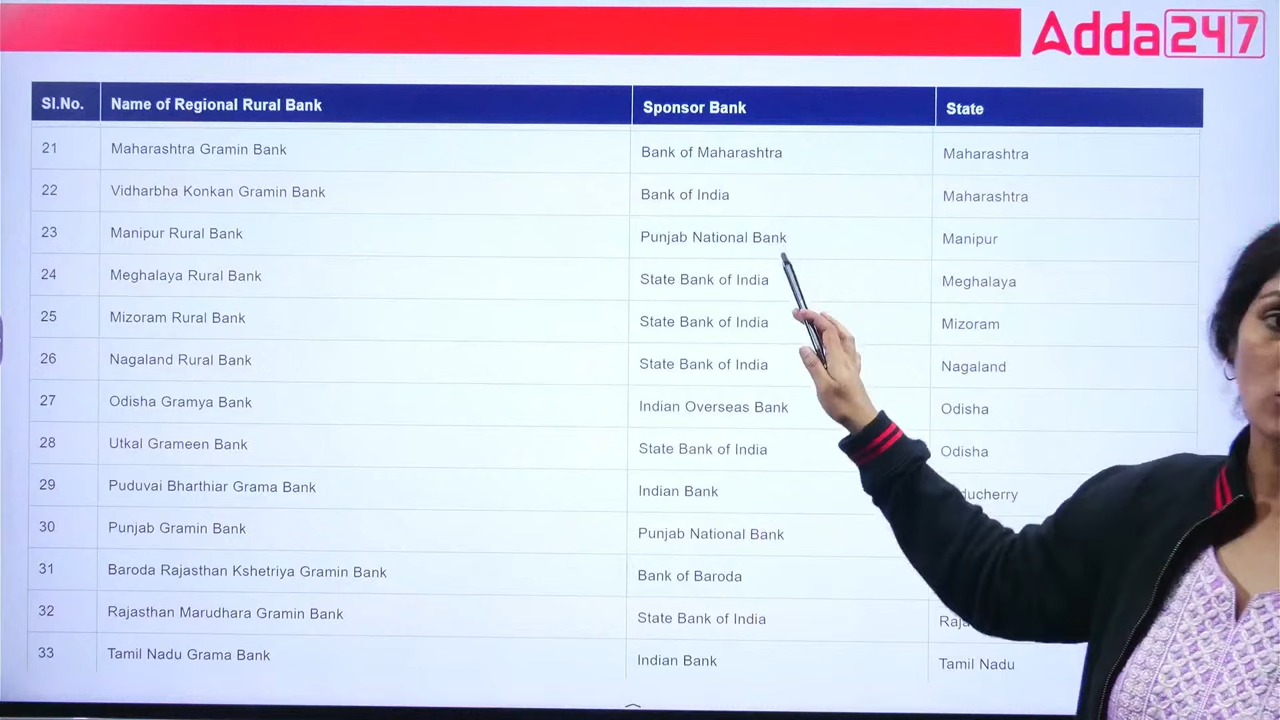 Adda 247
Sl.No. Name of Regional Rural Bank Sponsor Bank State
21 Maharashtra Gramin Bank Bank of Maharashtra Maharashtra
22 Vidharbha Konkan Gramin Bank Bank of India Maharashtra
23 Manipur Rural Bank Punjab National Bank Manipur
24 Meghalaya Rural Bank State Bank of India Meghalaya
25 Mizoram Rural Bank State Bank of India Mizoram
26 Nagaland Rural Bank State Bank of India Nagaland
27 Odisha Gramya Bank Indian Overseas Bank Odisha
28 Utkal Grameen Bank State Bank of India Odisha
29 Puduvai Bharthiar Grama Bank Indian Bank
30 Punjab Gramin Bank Punjab National Bank
31 Baroda Rajasthan Kshetriya Gramin Bank Bank of Baroda
32 Rajasthan Marudhara Gramin Bank State Bank of India
33 Tamil Nadu Grama Bank Indian Bank Tamil Nadu